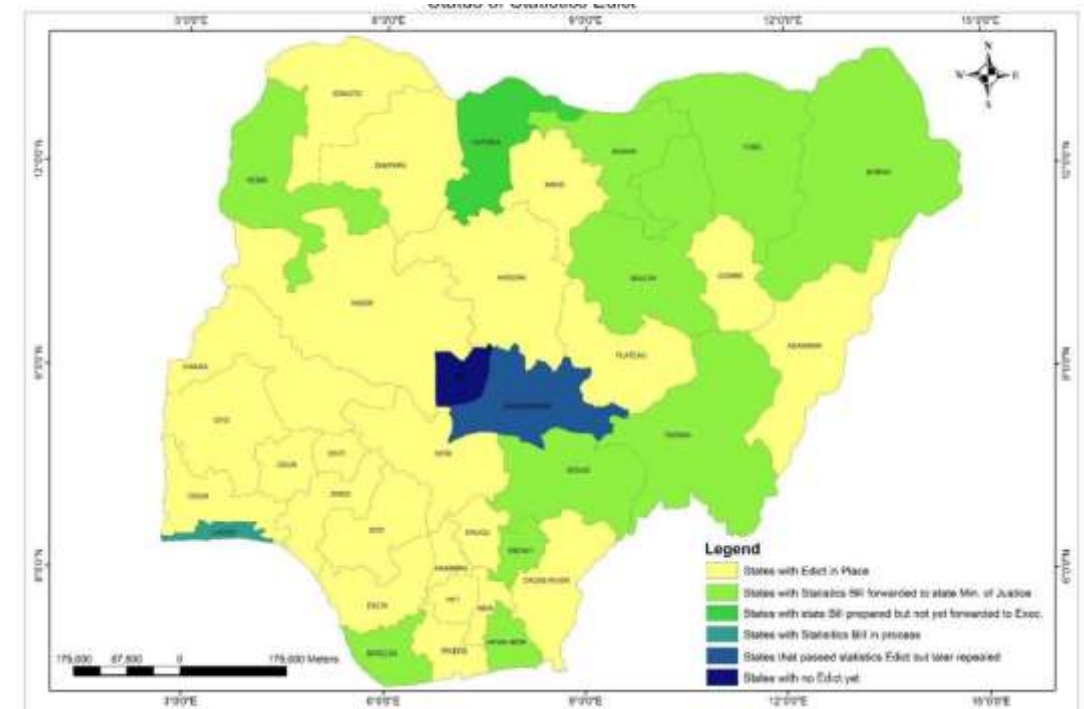 Status of Statistics Edict
3°0'0"E 6°0'0"E 9°0'0"E 12°0'0"E 15°0'0"E
N
W E
S
SOKOTO
ZAMFARA
KATSINA
KEBBI
KANO
JIGAWA
YOBE
BORNO
KADUNA
BAUCHI
GOMBE
NIGER
ADAMAWA
PLATEAU
KWARA
NASARAWA
OYO
KOGI
TARABA
BENUE
EKITI
OSUN
ONDO
OGUN
EDO
LAGOS
ENUGU
EBONYI
ANAMBRA
CROSS RIVER
DELTA
IMO
ABIA
AKWA IBOM
BAYELSA
RIVERS
12°0'0"N
9°0'0"N
6°0'0"N
Legend
States with Edict in Place
States with Statistics Bill forwarded to state Min. of Justice
States with state Bill prepared but not yet forwarded to Exec.
States with Statisitics Bill in process
States that passed statistics Edict but later repealed
States with no Edict yet
175,000 87,500 0 175,000 Meters
3°0'0"E 6°0'0"E 9°0'0"E 12°0'0"E 15°0'0"E